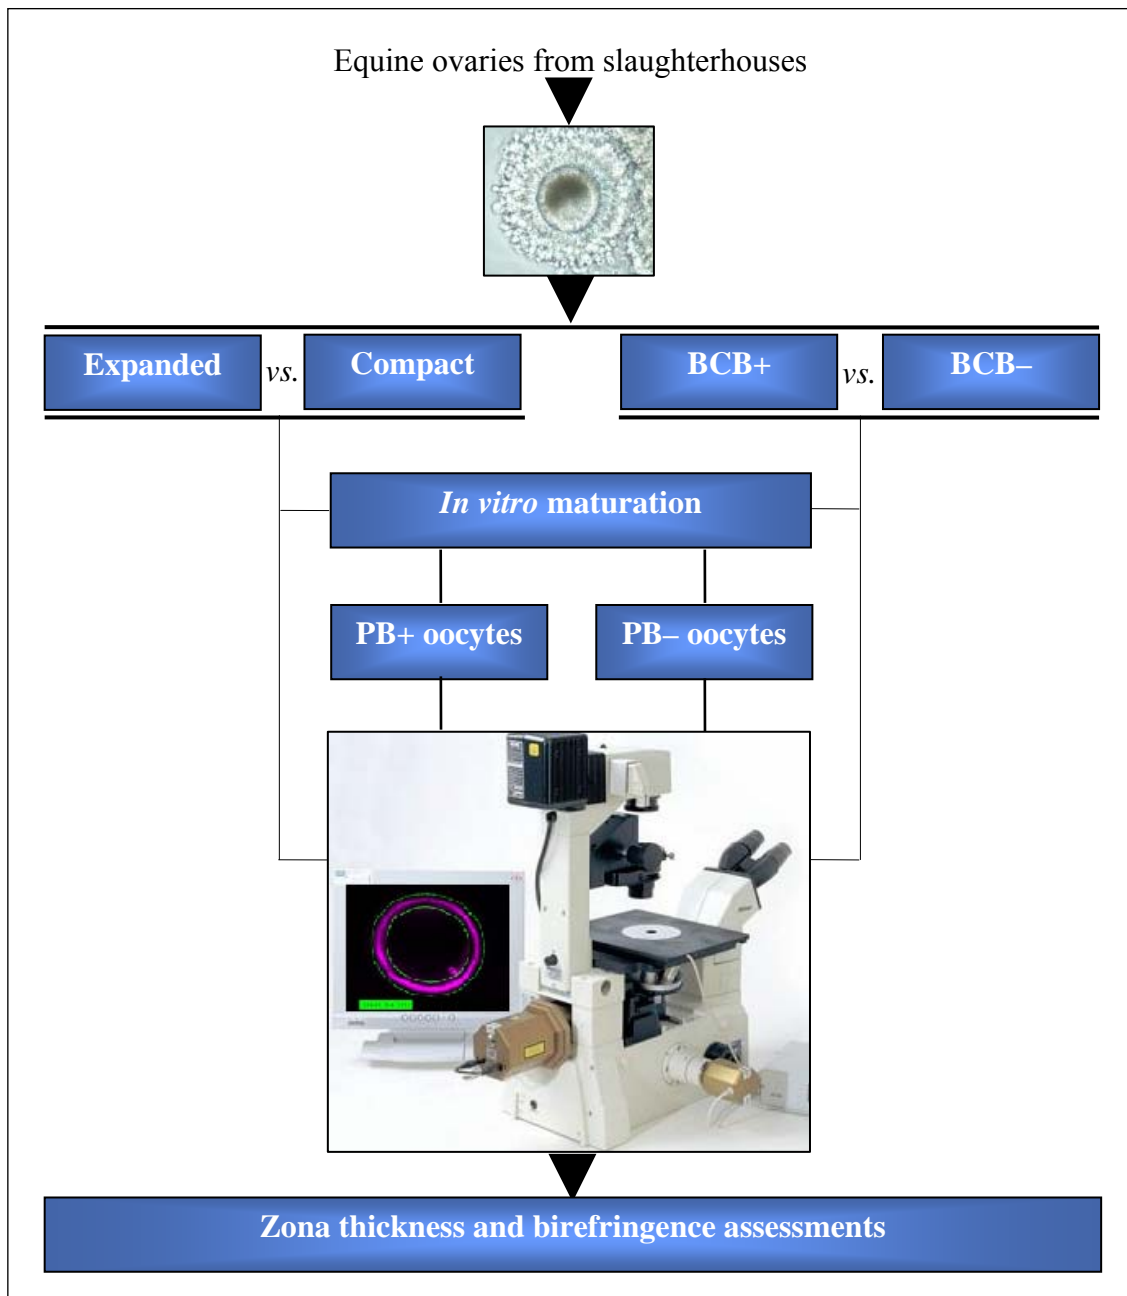 Equine ovaries from slaughterhouses
Expanded vs. Compact BCB+ vs. BCB–
In vitro maturation
PB+ oocytes PB– oocytes
Zona thickness and birefringence assessments